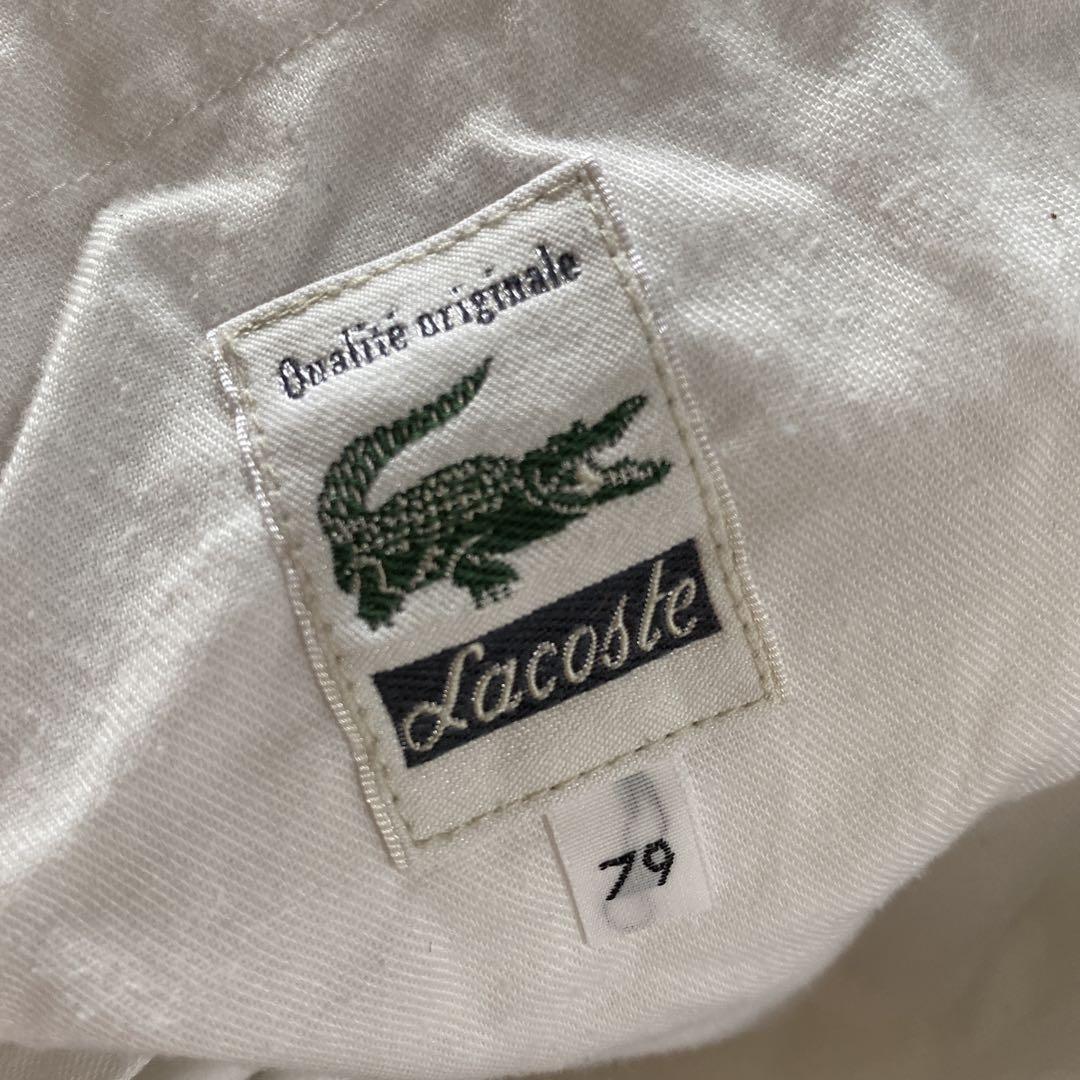 Qualité originale
Lacoste
79